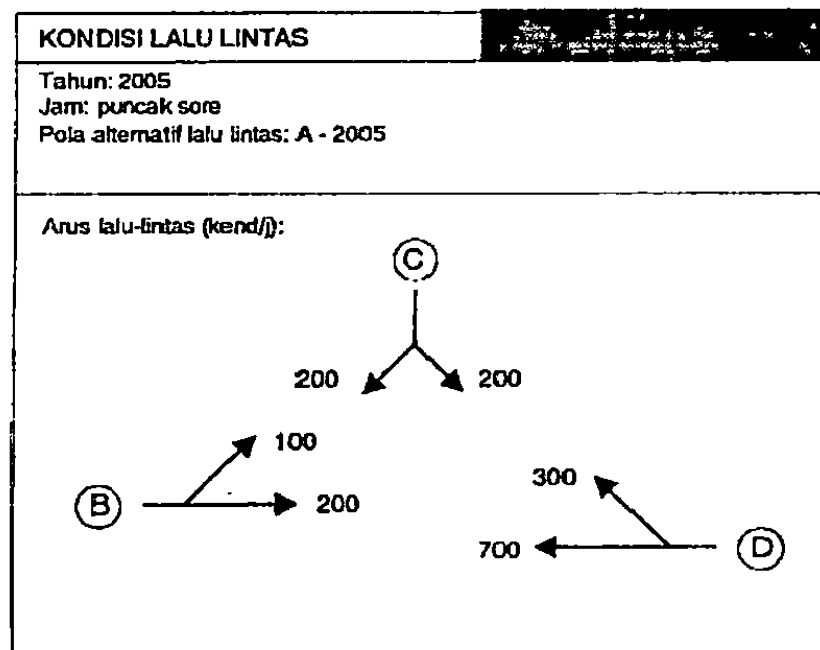 KONDISI LALU LINTAS
Tahun: 2005
Jam: puncak sore
Pola alternatif lalu lintas: A - 2005
Arus lalu-lintas (kend/j):
C
200 200
100
B 200
300
700 D